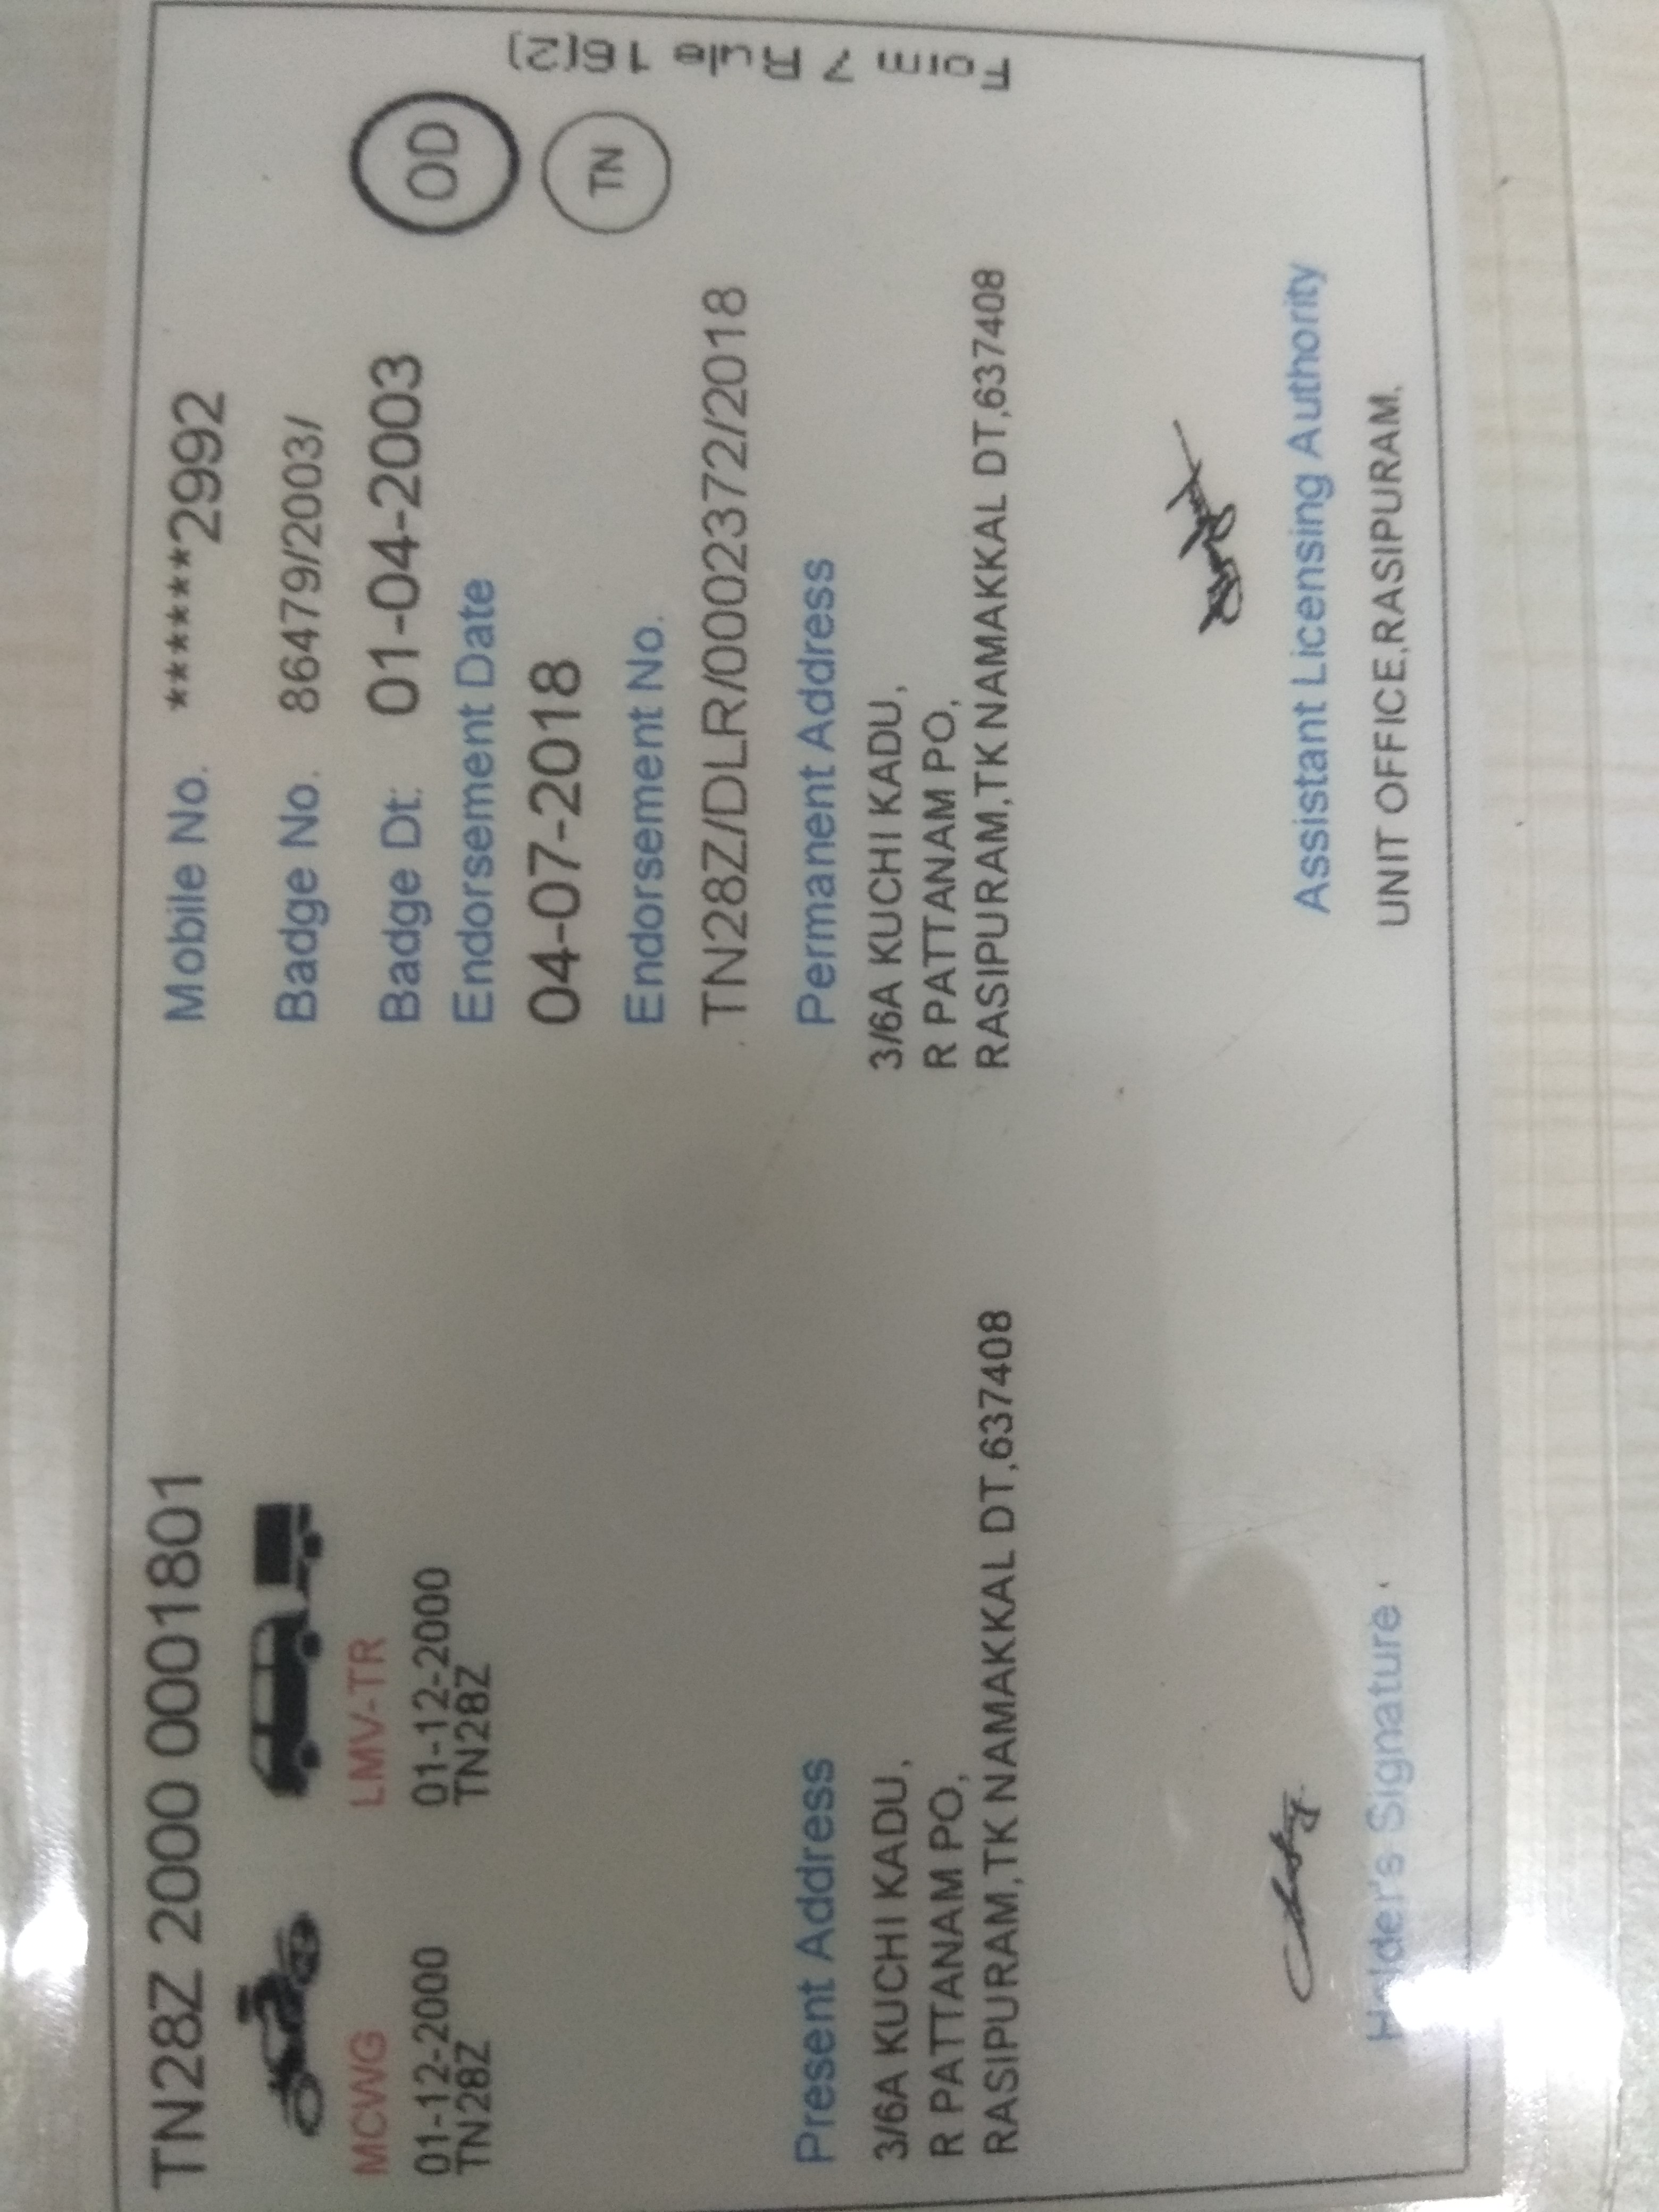 TN28Z 2000 0001801
MCWG
01-12-2000
TN28Z
LMV-TR
01-12-2000
TN28Z
Mobile No. ******2992
Badge No. 86479/2003/
Badge Dt: 01-04-2003
Endorsement Date
04-07-2018
Endorsement No.
TN28Z/DLR/0002372/2018
OD
TN
Form 7 Rule 16(2)
Present Address
3/6A KUCHI KADU,
R PATTANAM PO,
RASIPURAM,TK NAMAKKAL DT,637408
Permanent Address
3/6A KUCHI KADU,
R PATTANAM PO,
RASIPURAM,TK NAMAKKAL DT,637408
Holder's Signature
Assistant Licensing Authority
UNIT OFFICE,RASIPURAM.